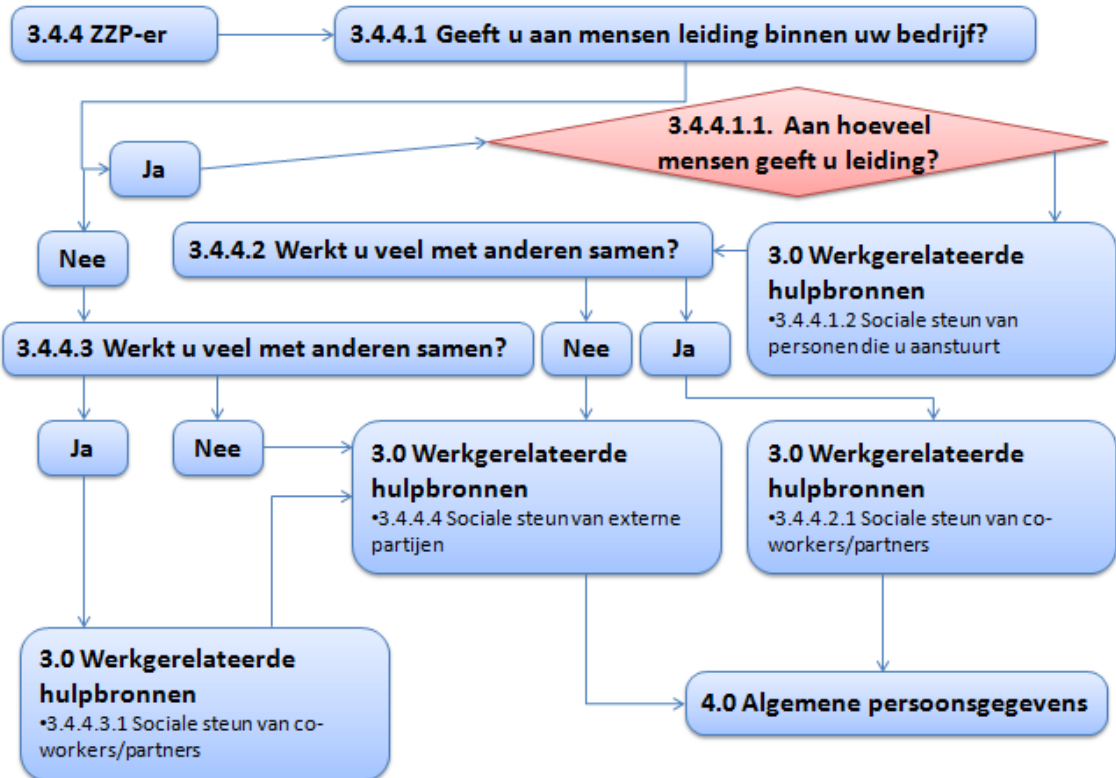 3.4.4 ZZP-er
3.4.4.1 Geeft u aan mensen leiding binnen uw bedrijf?
3.4.4.1.1. Aan hoeveel
mensen geeft u leiding?
Ja
Nee
3.4.4.2 Werkt u veel met anderen samen?
3.0 Werkgerelateerde
hulpbronnen
•3.4.4.1.2 Sociale steun van
personen die u aanstuurt
3.4.4.3 Werkt u veel met anderen samen?
Nee
Ja
Ja
Nee
3.0 Werkgerelateerde
hulpbronnen
•3.4.4.4 Sociale steun van externe
partijen
3.0 Werkgerelateerde
hulpbronnen
•3.4.4.2.1 Sociale steun van co-
workers/partners
3.0 Werkgerelateerde
hulpbronnen
•3.4.4.3.1 Sociale steun van co-
workers/partners
4.0 Algemene persoonsgegevens